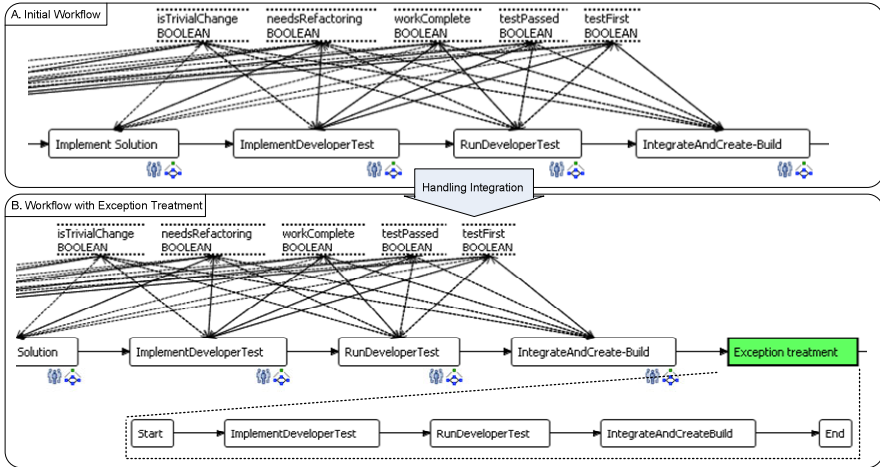 A. Initial Workflow
isTrivialChange needsRefactoring workComplete testPassed testFirst
BOOLEAN BOOLEAN BOOLEAN BOOLEAN BOOLEAN
Implement Solution ImplementDeveloperTest RunDeveloperTest IntegrateAndCreate-Build
Handling Integration
B. Workflow with Exception Treatment
isTrivialChange needsRefactoring workComplete testPassed testFirst
BOOLEAN BOOLEAN BOOLEAN BOOLEAN BOOLEAN
Solution ImplementDeveloperTest RunDeveloperTest IntegrateAndCreate-Build Exception treatment
Start ImplementDeveloperTest RunDeveloperTest IntegrateAndCreateBuild End